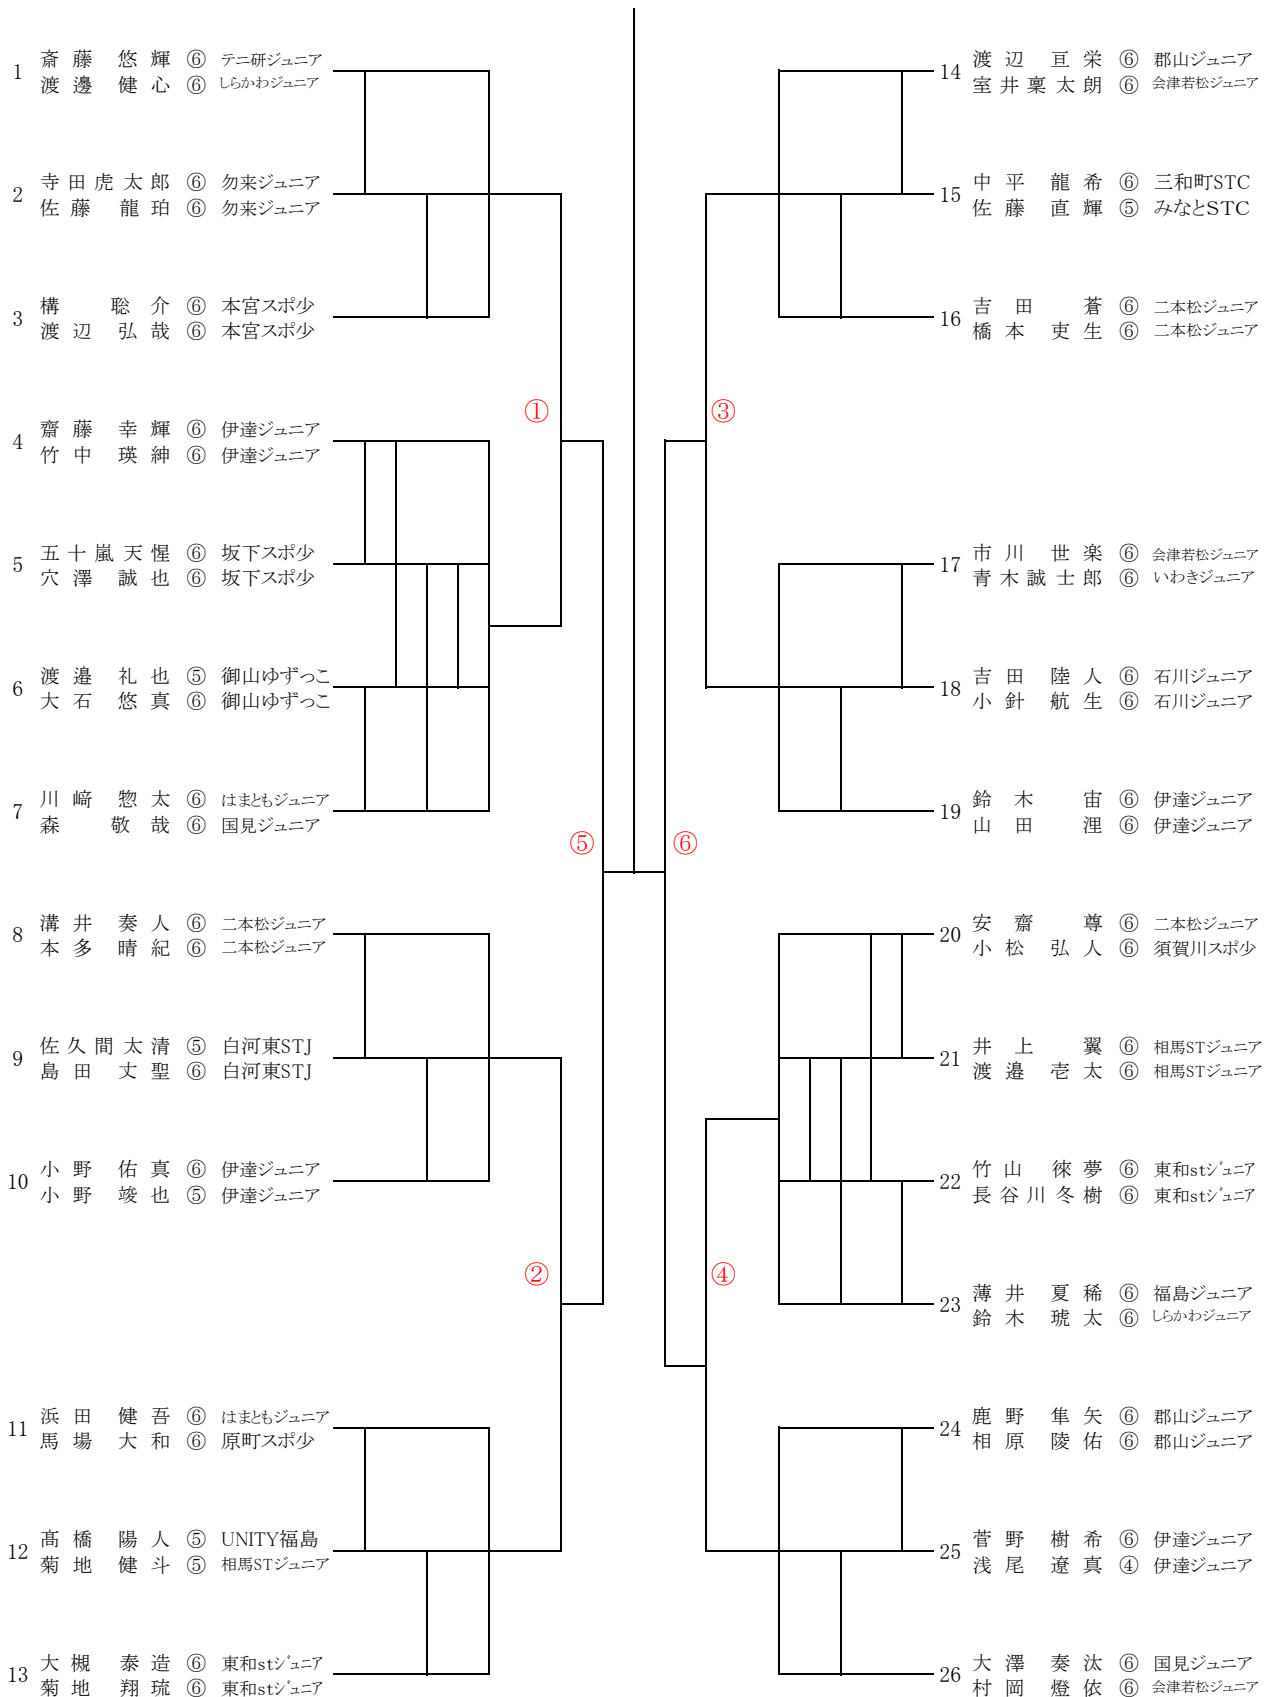 1
斎藤 悠輝 ⑥ テニ研ジュニア
渡邊 健心 ⑥ しらかわジュニア
2
寺田虎太郎 ⑥ 勿来ジュニア
佐藤 龍珀 ⑥ 勿来ジュニア
3
構 聡介 ⑥ 本宮スポ少
渡辺 弘哉 ⑥ 本宮スポ少
4
齋藤 幸輝 ⑥ 伊達ジュニア
竹中 瑛紳 ⑥ 伊達ジュニア
5
五十嵐天惺 ⑥ 坂下スポ少
穴澤 誠也 ⑥ 坂下スポ少
6
渡邉 礼也 ⑤ 御山ゆずっこ
大石 悠真 ⑥ 御山ゆずっこ
7
川﨑 惣太 ⑥ はまともジュニア
森 敬哉 ⑥ 国見ジュニア
8
溝井 奏人 ⑥ 二本松ジュニア
本多 晴紀 ⑥ 二本松ジュニア
9
佐久間太清 ⑤ 白河東STJ
島田 丈聖 ⑥ 白河東STJ
10
小野 佑真 ⑥ 伊達ジュニア
小野 竣也 ⑤ 伊達ジュニア
11
浜田 健吾 ⑥ はまともジュニア
馬場 大和 ⑥ 原町スポ少
12
髙橋 陽人 ⑤ UNITY福島
菊地 健斗 ⑤ 相馬STジュニア
13
大槻 泰造 ⑥ 東和stジュニア
菊地 翔琉 ⑥ 東和stジュニア
①
②
⑤
⑥
③
④
14
渡辺 亘栄 ⑥ 郡山ジュニア
室井稟太朗 ⑥ 会津若松ジュニア
15
中平 龍希 ⑥ 三和町STC
佐藤 直輝 ⑤ みなとSTC
16
吉田 蒼 ⑥ 二本松ジュニア
橋本 吏生 ⑥ 二本松ジュニア
17
市川 世楽 ⑥ 会津若松ジュニア
青木誠士郎 ⑥ いわきジュニア
18
吉田 陸人 ⑥ 石川ジュニア
小針 航生 ⑥ 石川ジュニア
19
鈴木 宙 ⑥ 伊達ジュニア
山田 浬 ⑥ 伊達ジュニア
20
安齋 尊 ⑥ 二本松ジュニア
小松 弘人 ⑥ 須賀川スポ少
21
井上 翼 ⑥ 相馬STジュニア
渡邉 壱太 ⑥ 相馬STジュニア
22
竹山 徠夢 ⑥ 東和stジュニア
長谷川冬樹 ⑥ 東和stジュニア
23
薄井 夏稀 ⑥ 福島ジュニア
鈴木 琥太 ⑥ しらかわジュニア
24
鹿野 隼矢 ⑥ 郡山ジュニア
相原 陵佑 ⑥ 郡山ジュニア
25
菅野 樹希 ⑥ 伊達ジュニア
浅尾 遼真 ④ 伊達ジュニア
26
大澤 奏汰 ⑥ 国見ジュニア
村岡 燈依 ⑥ 会津若松ジュニア